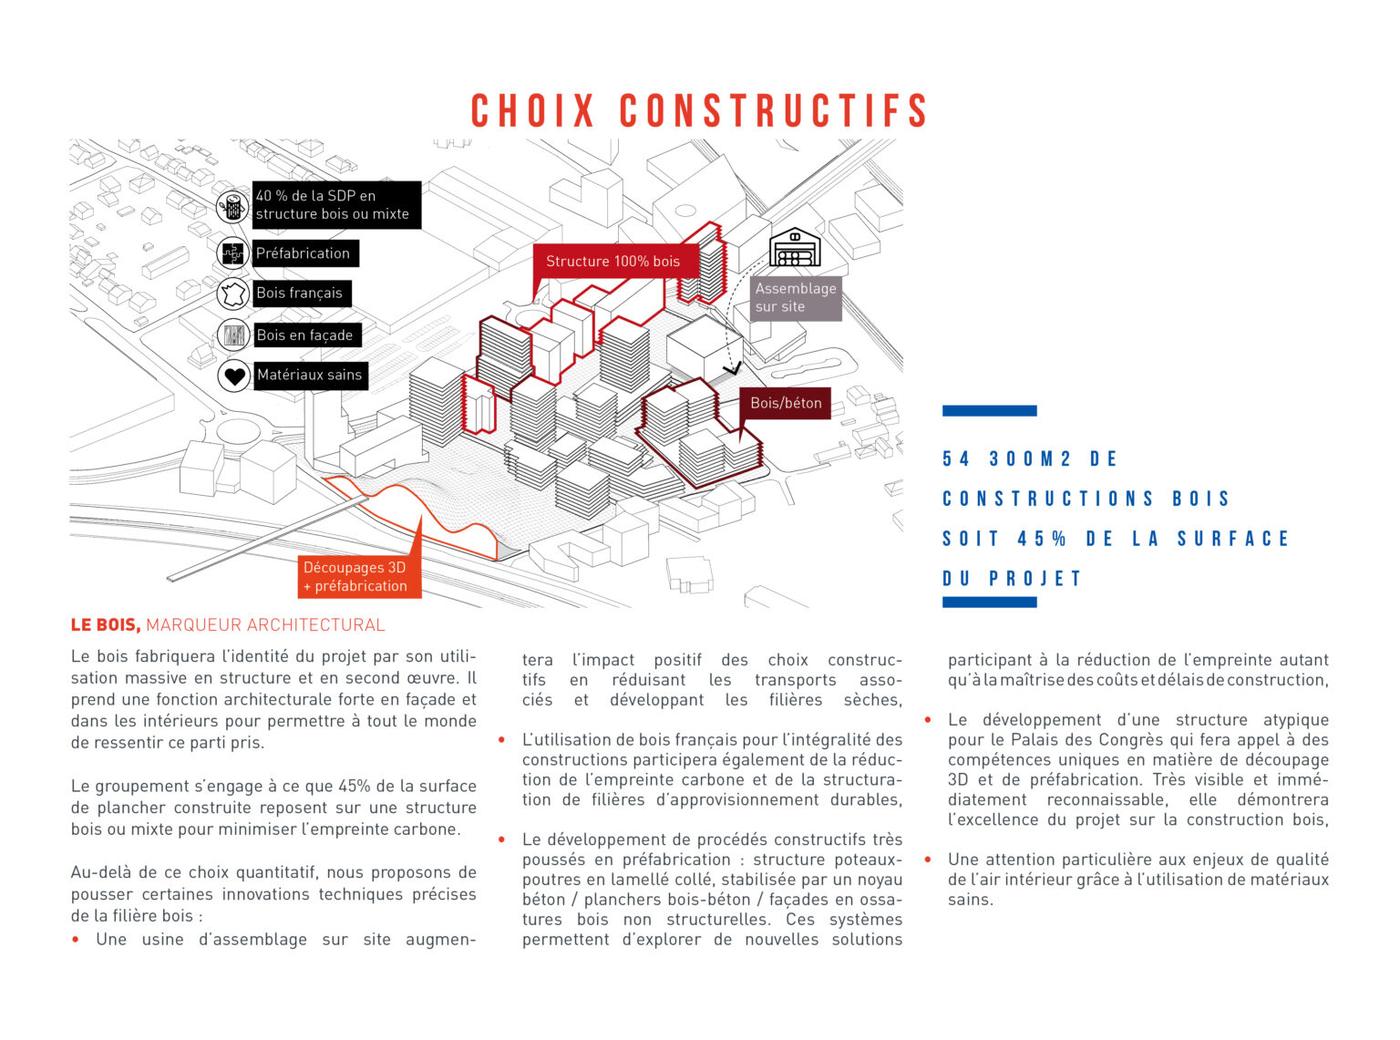 CHOIX CONSTRUCTIFS
40 % de la SDP en
structure bois ou mixte
Préfabrication
Bois français
Bois en façade
Matériaux sains
Structure 100% bois
Assemblage
sur site
Bois/béton
Découpages 3D
+ préfabrication
54 300M2 DE
CONSTRUCTIONS BOIS
SOIT 45% DE LA SURFACE
DU PROJET
LE BOIS, MARQUEUR ARCHITECTURAL
Le bois fabriquera l'identité du projet par son utili-
sation massive en structure et en second œuvre. Il
prend une fonction architecturale forte en façade et
dans les intérieurs pour permettre à tout le monde
de ressentir ce parti pris.
Le groupement s'engage à ce que 45% de la surface
de plancher construite reposent sur une structure
bois ou mixte pour minimiser l'empreinte carbone.
Au-delà de ce choix quantitatif, nous proposons de
pousser certaines innovations techniques précises
de la filière bois :
• Une usine d'assemblage sur site augmen-
tera l'impact positif des choix construc-
tifs en réduisant les transports asso-
ciés et développant les filières sèches,
• L'utilisation de bois français pour l'intégralité des
constructions participera également de la réduc-
tion de l'empreinte carbone et de la structura-
tion de filières d'approvisionnement durables,
• Le développement de procédés constructifs très
poussés en préfabrication : structure poteaux-
poutres en lamellé collé, stabilisée par un noyau
béton / planchers bois-béton / façades en ossa-
tures bois non structurelles. Ces systèmes
permettent d'explorer de nouvelles solutions
participant à la réduction de l'empreinte autant
qu'à la maîtrise des coûts et délais de construction,
• Le développement d'une structure atypique
pour le Palais des Congrès qui fera appel à des
compétences uniques en matière de découpage
3D et de préfabrication. Très visible et immé-
diatement reconnaissable, elle démontrera
l'excellence du projet sur la construction bois,
• Une attention particulière aux enjeux de qualité
de l'air intérieur grâce à l'utilisation de matériaux
sains.